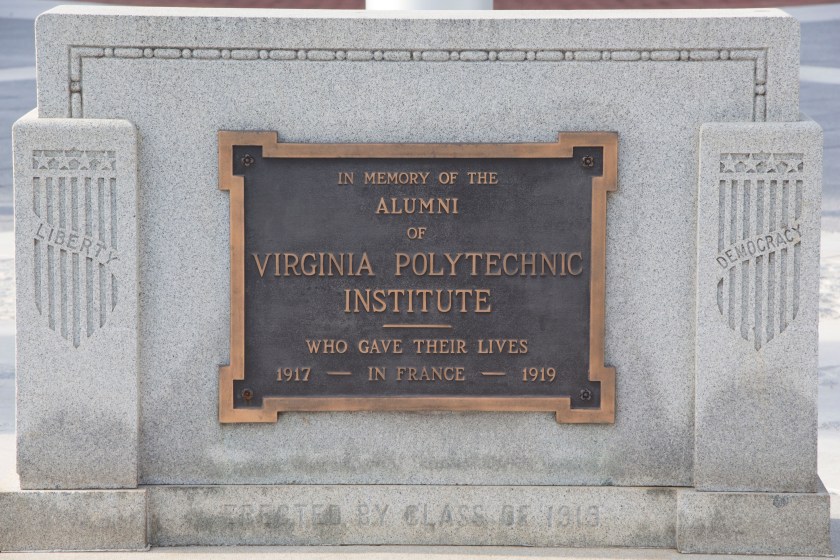 LIBERTY
IN MEMORY OF THE
ALUMNI
OF
VIRGINIA POLYTECHNIC
INSTITUTE
WHO GAVE THEIR LIVES
1917 — IN FRANCE — 1919
DEMOCRACY
ERECTED BY CLASS OF 1919